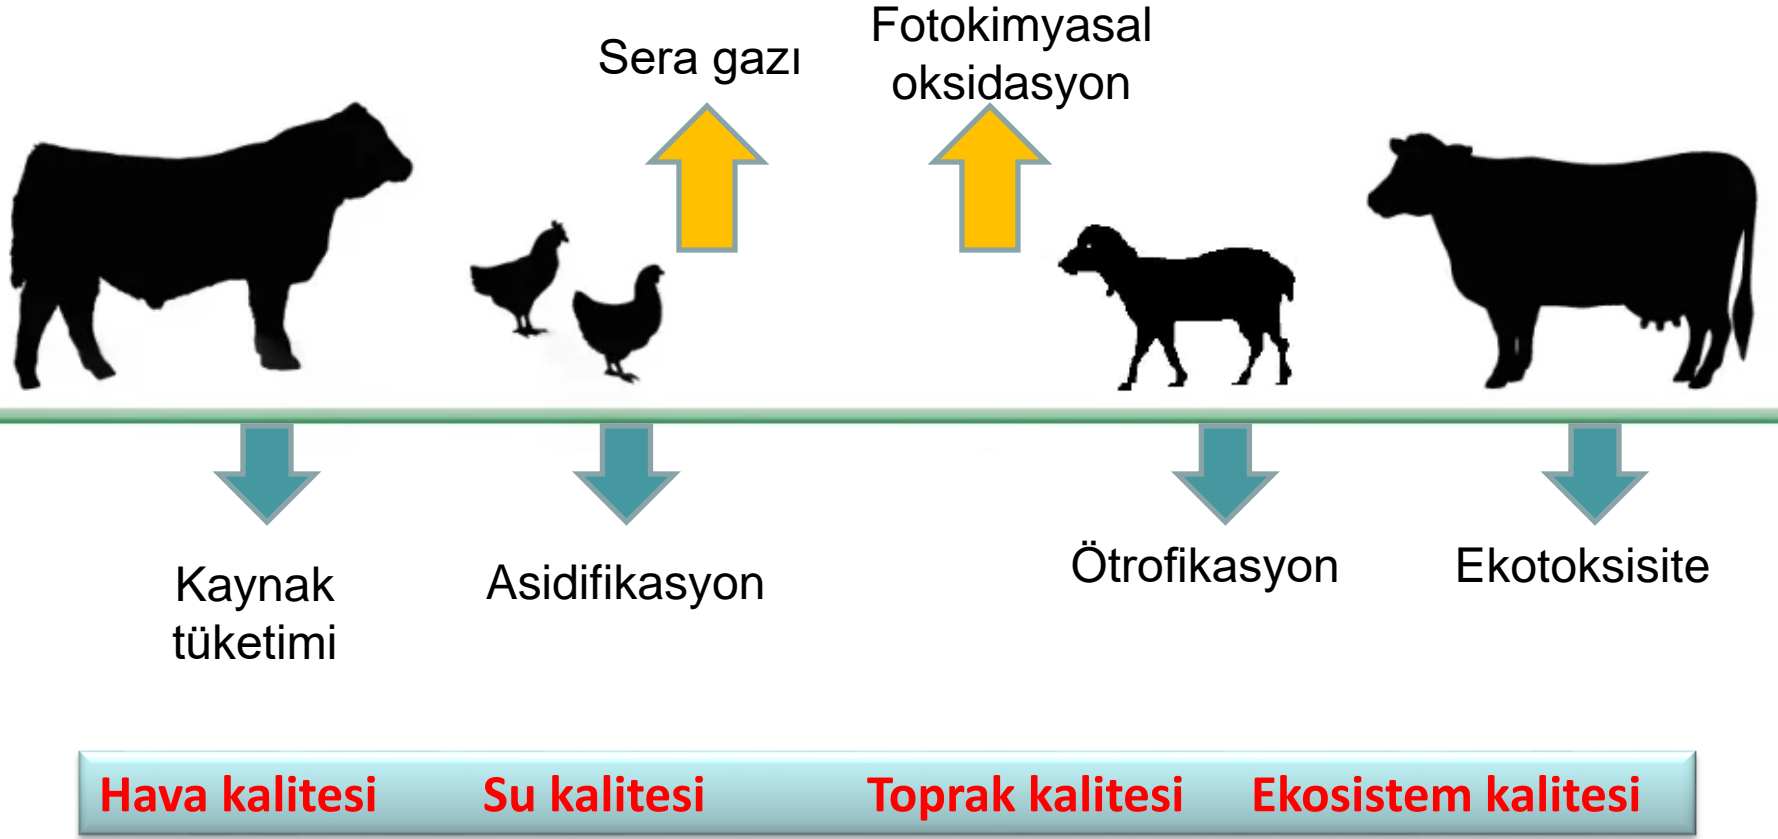 Sera gazı
Fotokimyasal
oksidasyon
Kaynak
tüketimi
Asidifikasyon
Ötrofikasyon
Ekotoksisite
Hava kalitesi
Su kalitesi
Toprak kalitesi
Ekosistem kalitesi